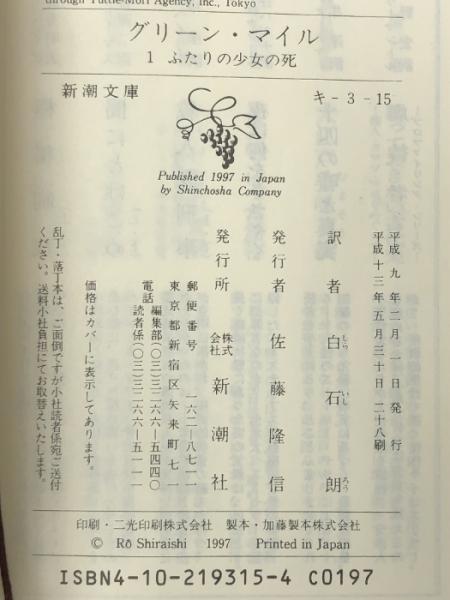 through Tuttle-Mori Agency, Inc., Tokyo
グリーン・マイル
1 ふたりの少女の死
新潮文庫
キ-3-15
Published 1997 in Japan
by Shinchosha Company
平成九年二月一日発行
平成十三年五月三十日二十八刷
訳者 白石朗
しら いし ろう
発行者 佐藤隆信
発行所 株式会社 新潮社
郵便番号 一六二―八七一一
東京都新宿区矢来町七一
電話 編集部(〇三)三二六六―五四四〇
読者係(〇三)三二六六―五一一一
価格はカバーに表示してあります。
乱丁・落丁本は、ご面倒ですが小社読者係宛ご送付
ください。送料小社負担にてお取替えいたします。
印刷・二光印刷株式会社 製本・加藤製本株式会社
© Rō Shiraishi 1997 Printed in Japan
ISBN4-10-219315-4 C0197